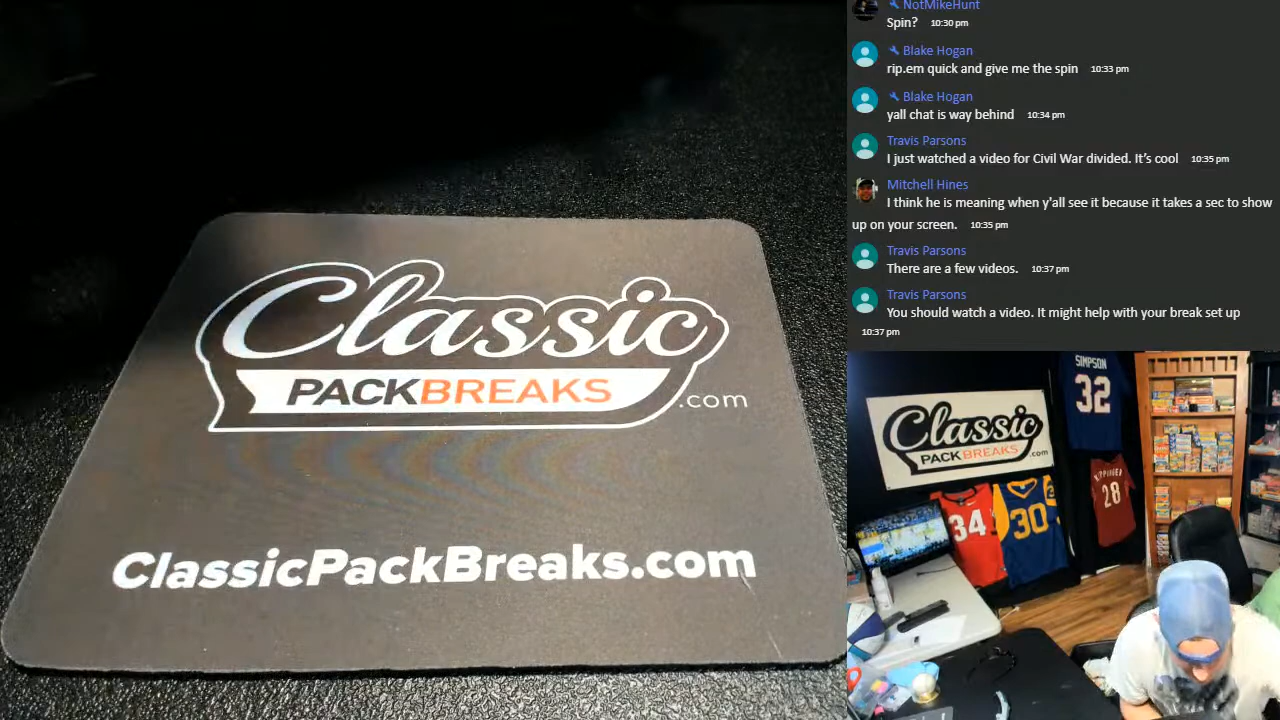 Classic
PACKBREAKS
.com
ClassicPackBreaks.com
NotMikeHunt
Spin? 10:30 pm
Blake Hogan
rip.em quick and give me the spin 10:33 pm
Blake Hogan
yall chat is way behind 10:34 pm
Travis Parsons
I just watched a video for Civil War divided. It’s cool 10:35 pm
Mitchell Hines
I think he is meaning when y'all see it because it takes a sec to show
up on your screen. 10:35 pm
Travis Parsons
There are a few videos. 10:37 pm
Travis Parsons
You should watch a video. It might help with your break set up
10:37 pm
SIMPSON
32
Classic
PACKBREAKS
.com
34
30
28